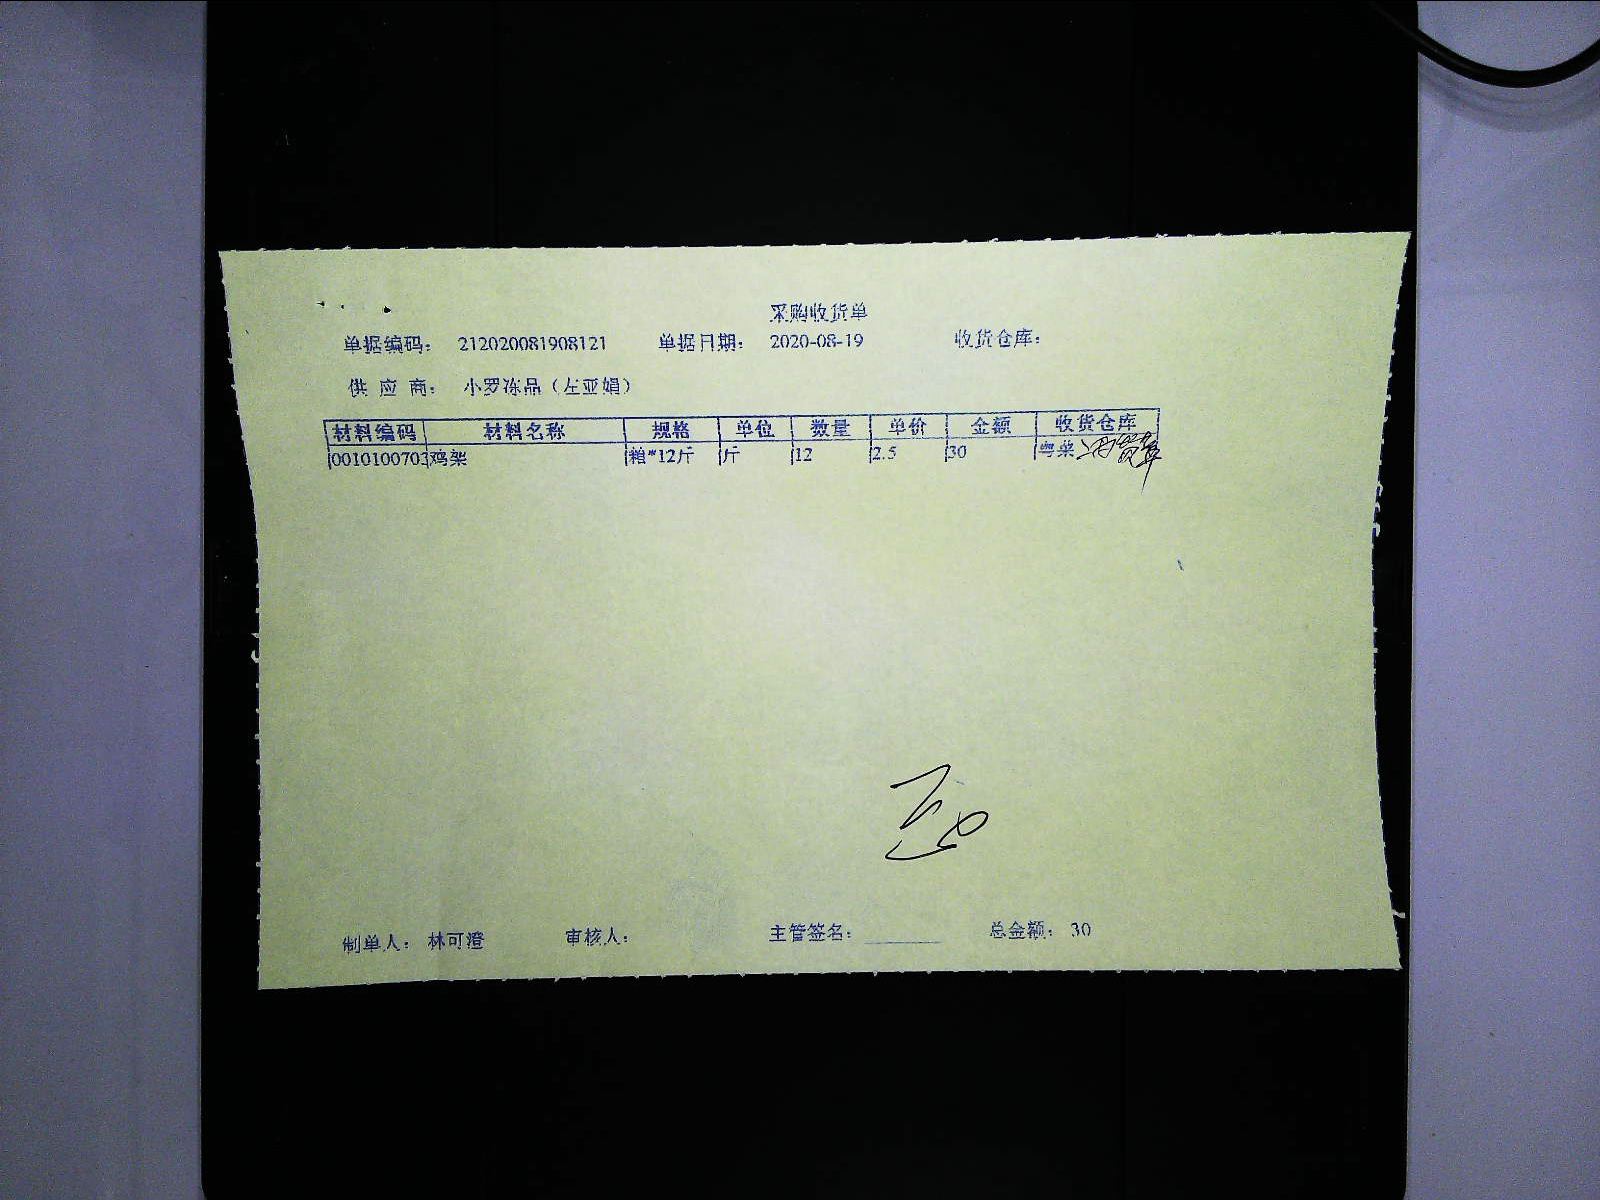 采购收货单
单据编码： 212020081908121 单据日期： 2020-08-19 收货仓库：
供 应 商： 小罗冻品（左亚娟）
材料编码 材料名称 规格 单位 数量 单价 金额 收货仓库
0010100703 鸡架 箱*12斤 斤 12 2.5 30 粤菜
制单人： 林可澄 审核人： 主管签名： ______ 总金额： 30